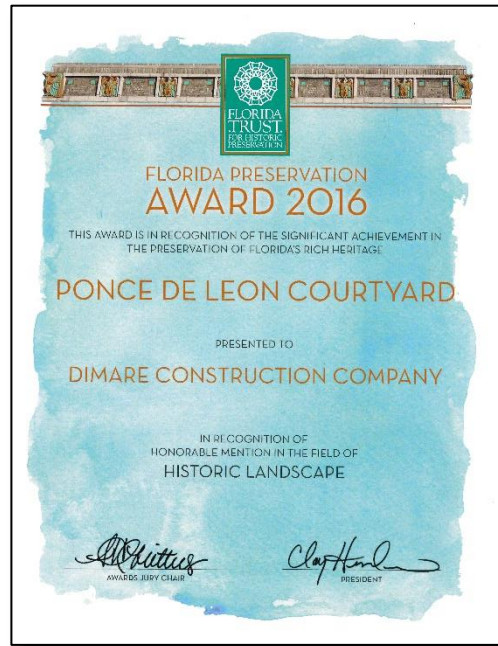 FLORIDA
TRUST
FOR HISTORIC
PRESERVATION
FLORIDA PRESERVATION
AWARD 2016
THIS AWARD IS IN RECOGNITION OF THE SIGNIFICANT ACHIEVEMENT IN
THE PRESERVATION OF FLORIDA'S RICH HERITAGE
PONCE DE LEON COURTYARD
PRESENTED TO
DIMARE CONSTRUCTION COMPANY
IN RECOGNITION OF
HONORABLE MENTION IN THE FIELD OF
HISTORIC LANDSCAPE
AWARDS JURY CHAIR
PRESIDENT